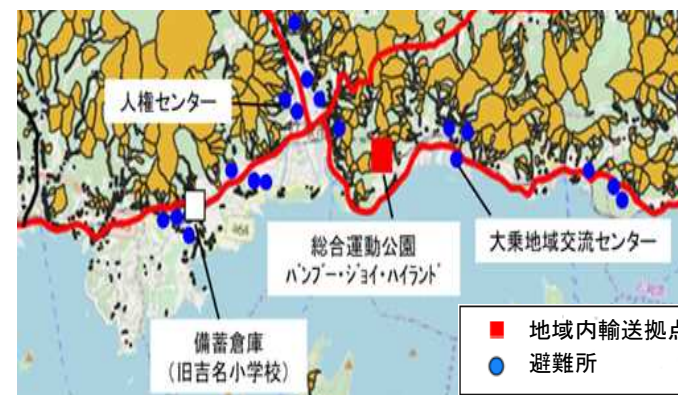 人権センター
464
総合運動公園
ﾊﾞﾝﾌﾞｰ・ｼﾞｮｲ・ﾊｲﾗﾝﾄﾞ
大乗地域交流センター
備蓄倉庫
（旧吉名小学校）
地域内輸送拠点
避難所